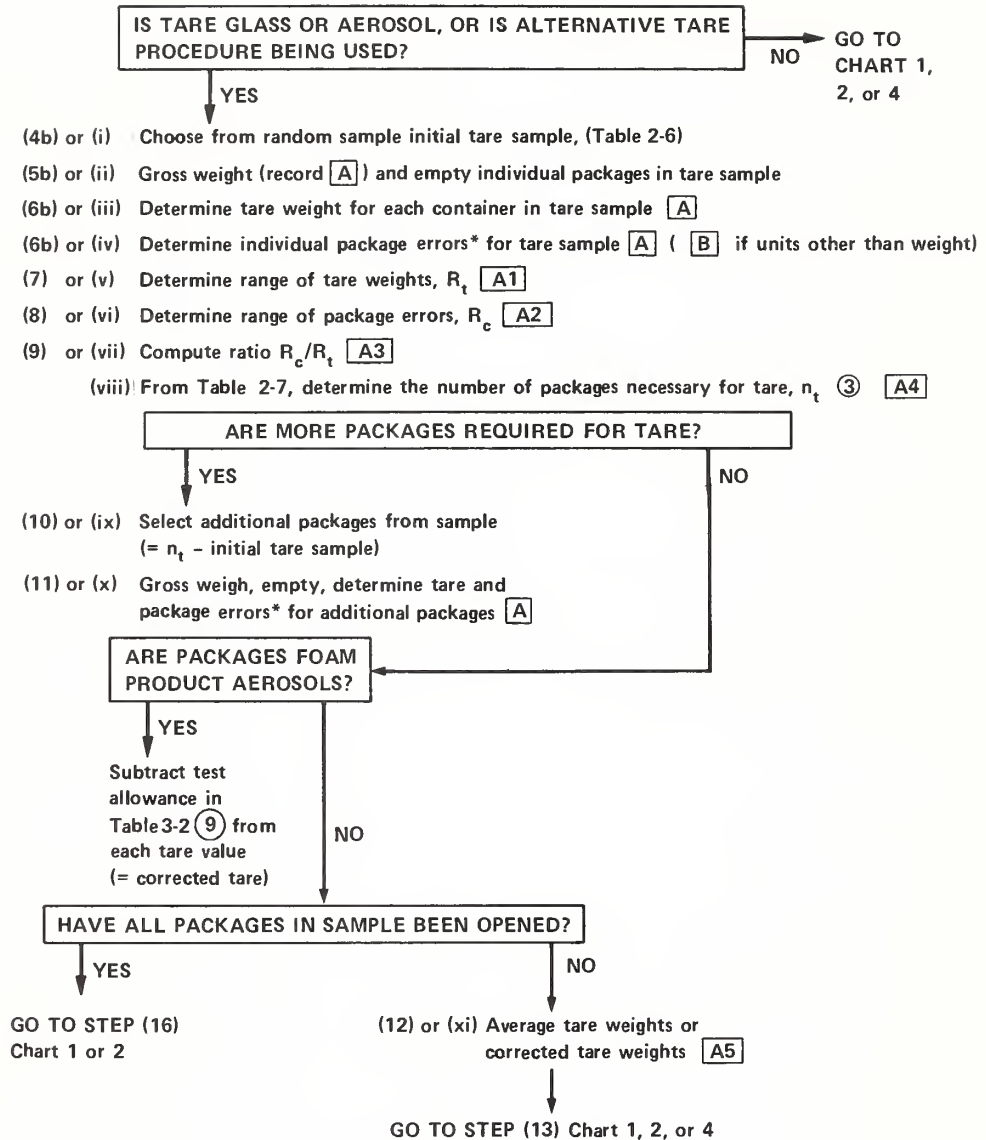 IS TARE GLASS OR AEROSOL, OR IS ALTERNATIVE TARE
PROCEDURE BEING USED?
NO
GO TO
CHART 1,
2, or 4
YES
(4b) or (i) Choose from random sample initial tare sample, (Table 2-6)
(5b) or (ii) Gross weight (record A) and empty individual packages in tare sample
(6b) or (iii) Determine tare weight for each container in tare sample A
(6b) or (iv) Determine individual package errors* for tare sample A ( B if units other than weight)
(7) or (v) Determine range of tare weights, Rt A1
(8) or (vi) Determine range of package errors, Rc A2
(9) or (vii) Compute ratio Rc/Rt A3
(viii) From Table 2-7, determine the number of packages necessary for tare, nt ③ A4
ARE MORE PACKAGES REQUIRED FOR TARE?
YES
NO
(10) or (ix) Select additional packages from sample
(= nt – initial tare sample)
(11) or (x) Gross weigh, empty, determine tare and
package errors* for additional packages A
ARE PACKAGES FOAM
PRODUCT AEROSOLS?
YES
Subtract test
allowance in
Table 3-2 ⑨ from
each tare value
(= corrected tare)
NO
HAVE ALL PACKAGES IN SAMPLE BEEN OPENED?
YES
NO
GO TO STEP (16)
Chart 1 or 2
(12) or (xi) Average tare weights or
corrected tare weights A5
GO TO STEP (13) Chart 1, 2, or 4